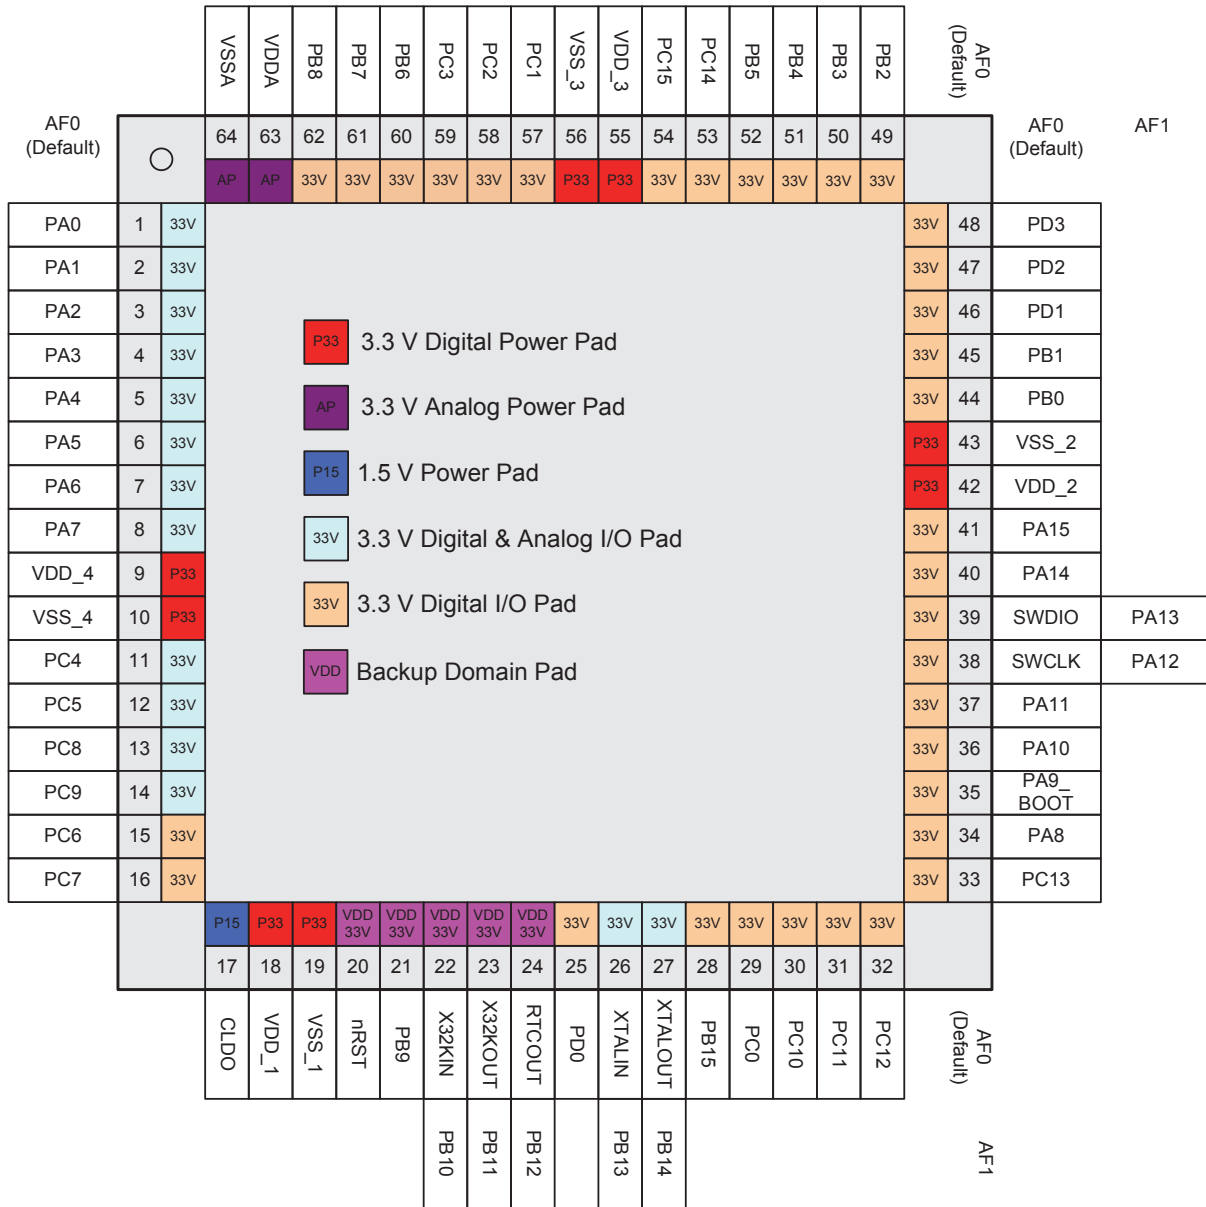 VSSA VDDA PB8 PB7 PB6 PC3 PC2 PC1 VSS_3 VDD_3 PC15 PC14 PB5 PB4 PB3 PB2
AF0
(Default)
AF0
(Default)
64 63 62 61 60 59 58 57 56 55 54 53 52 51 50 49
AF0
(Default)
AF1
AP AP 33V 33V 33V 33V 33V 33V P33 P33 33V 33V 33V 33V 33V 33V
PA0 1 33V 33V 48 PD3
PA1 2 33V 33V 47 PD2
PA2 3 33V 33V 46 PD1
P33 3.3 V Digital Power Pad
PA3 4 33V 33V 45 PB1
PA4 5 33V 33V 44 PB0
AP 3.3 V Analog Power Pad
PA5 6 33V P33 43 VSS_2
P15 1.5 V Power Pad
PA6 7 33V P33 42 VDD_2
PA7 8 33V 33V 41 PA15
33V 3.3 V Digital & Analog I/O Pad
VDD_4 9 P33 33V 40 PA14
33V 3.3 V Digital I/O Pad
VSS_4 10 P33 33V 39 SWDIO PA13
PC4 11 33V 33V 38 SWCLK PA12
VDD Backup Domain Pad
PC5 12 33V 33V 37 PA11
PC8 13 33V 33V 36 PA10
PC9 14 33V 33V 35 PA9_
BOOT
PC6 15 33V 33V 34 PA8
PC7 16 33V 33V 33 PC13
P15 P33 P33 VDD VDD VDD VDD VDD 33V 33V 33V 33V 33V 33V 33V 33V
33V 33V 33V 33V 33V
17 18 19 20 21 22 23 24 25 26 27 28 29 30 31 32
CLDO VDD_1 VSS_1 nRST PB9 X32KIN X32KOUT RTCOUT PD0 XTALIN XTALOUT PB15 PC0 PC10 PC11 PC12
AF0
(Default)
PB10 PB11 PB12 PB13 PB14
AF1